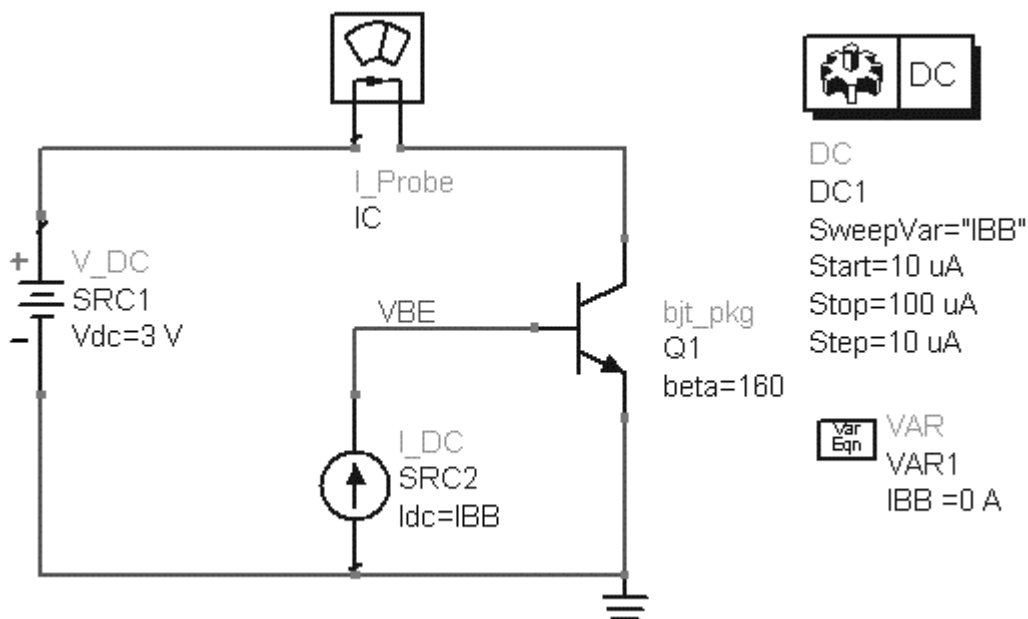 I_Probe
IC
+
V_DC
SRC1
Vdc=3 V
-
VBE
I_DC
SRC2
Idc=IBB
bjt_pkg
Q1
beta=160
DC
DC
DC1
SweepVar="IBB"
Start=10 uA
Stop=100 uA
Step=10 uA
Var
Eqn
VAR
VAR1
IBB =0 A